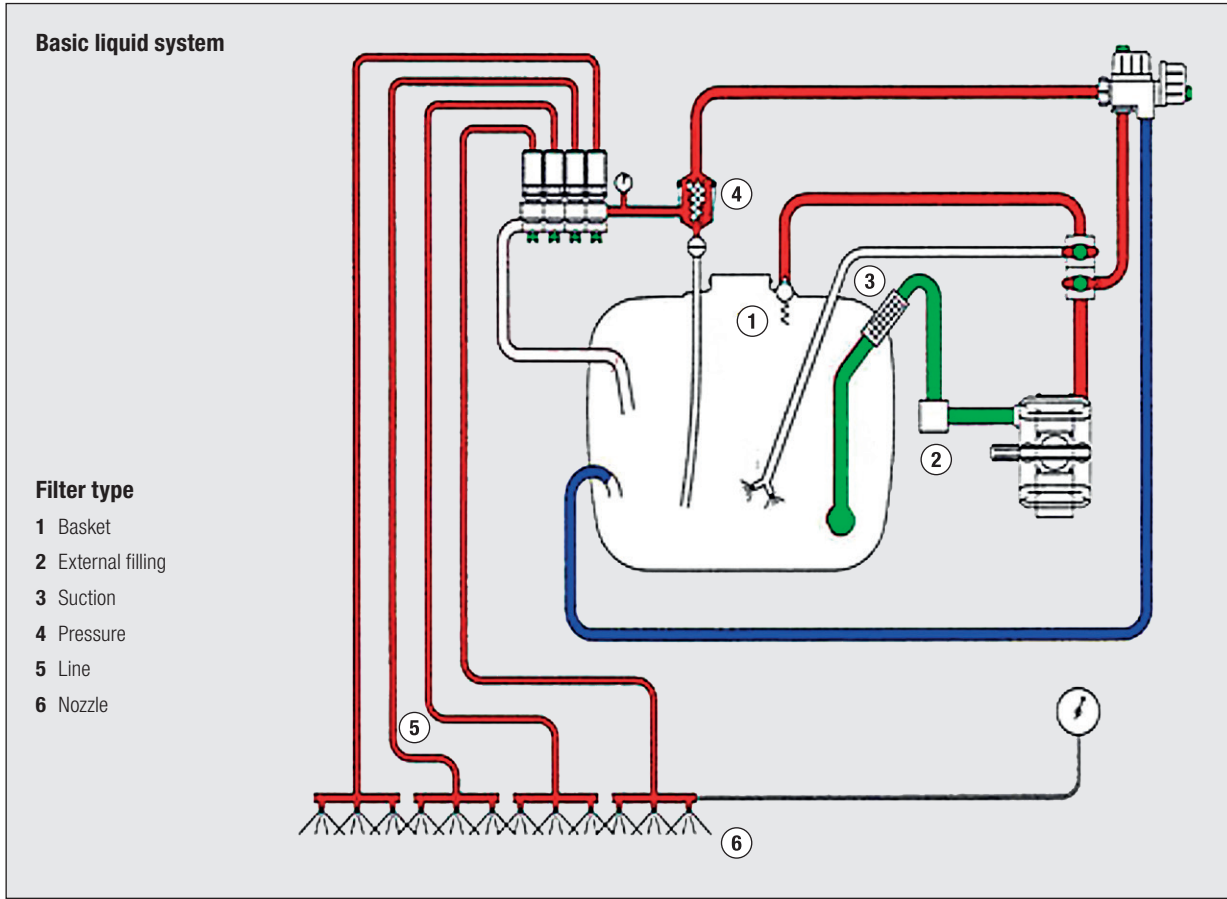 Basic liquid system
4
3
1
2
Filter type
1 Basket
2 External filling
3 Suction
4 Pressure
5 Line
6 Nozzle
5
6